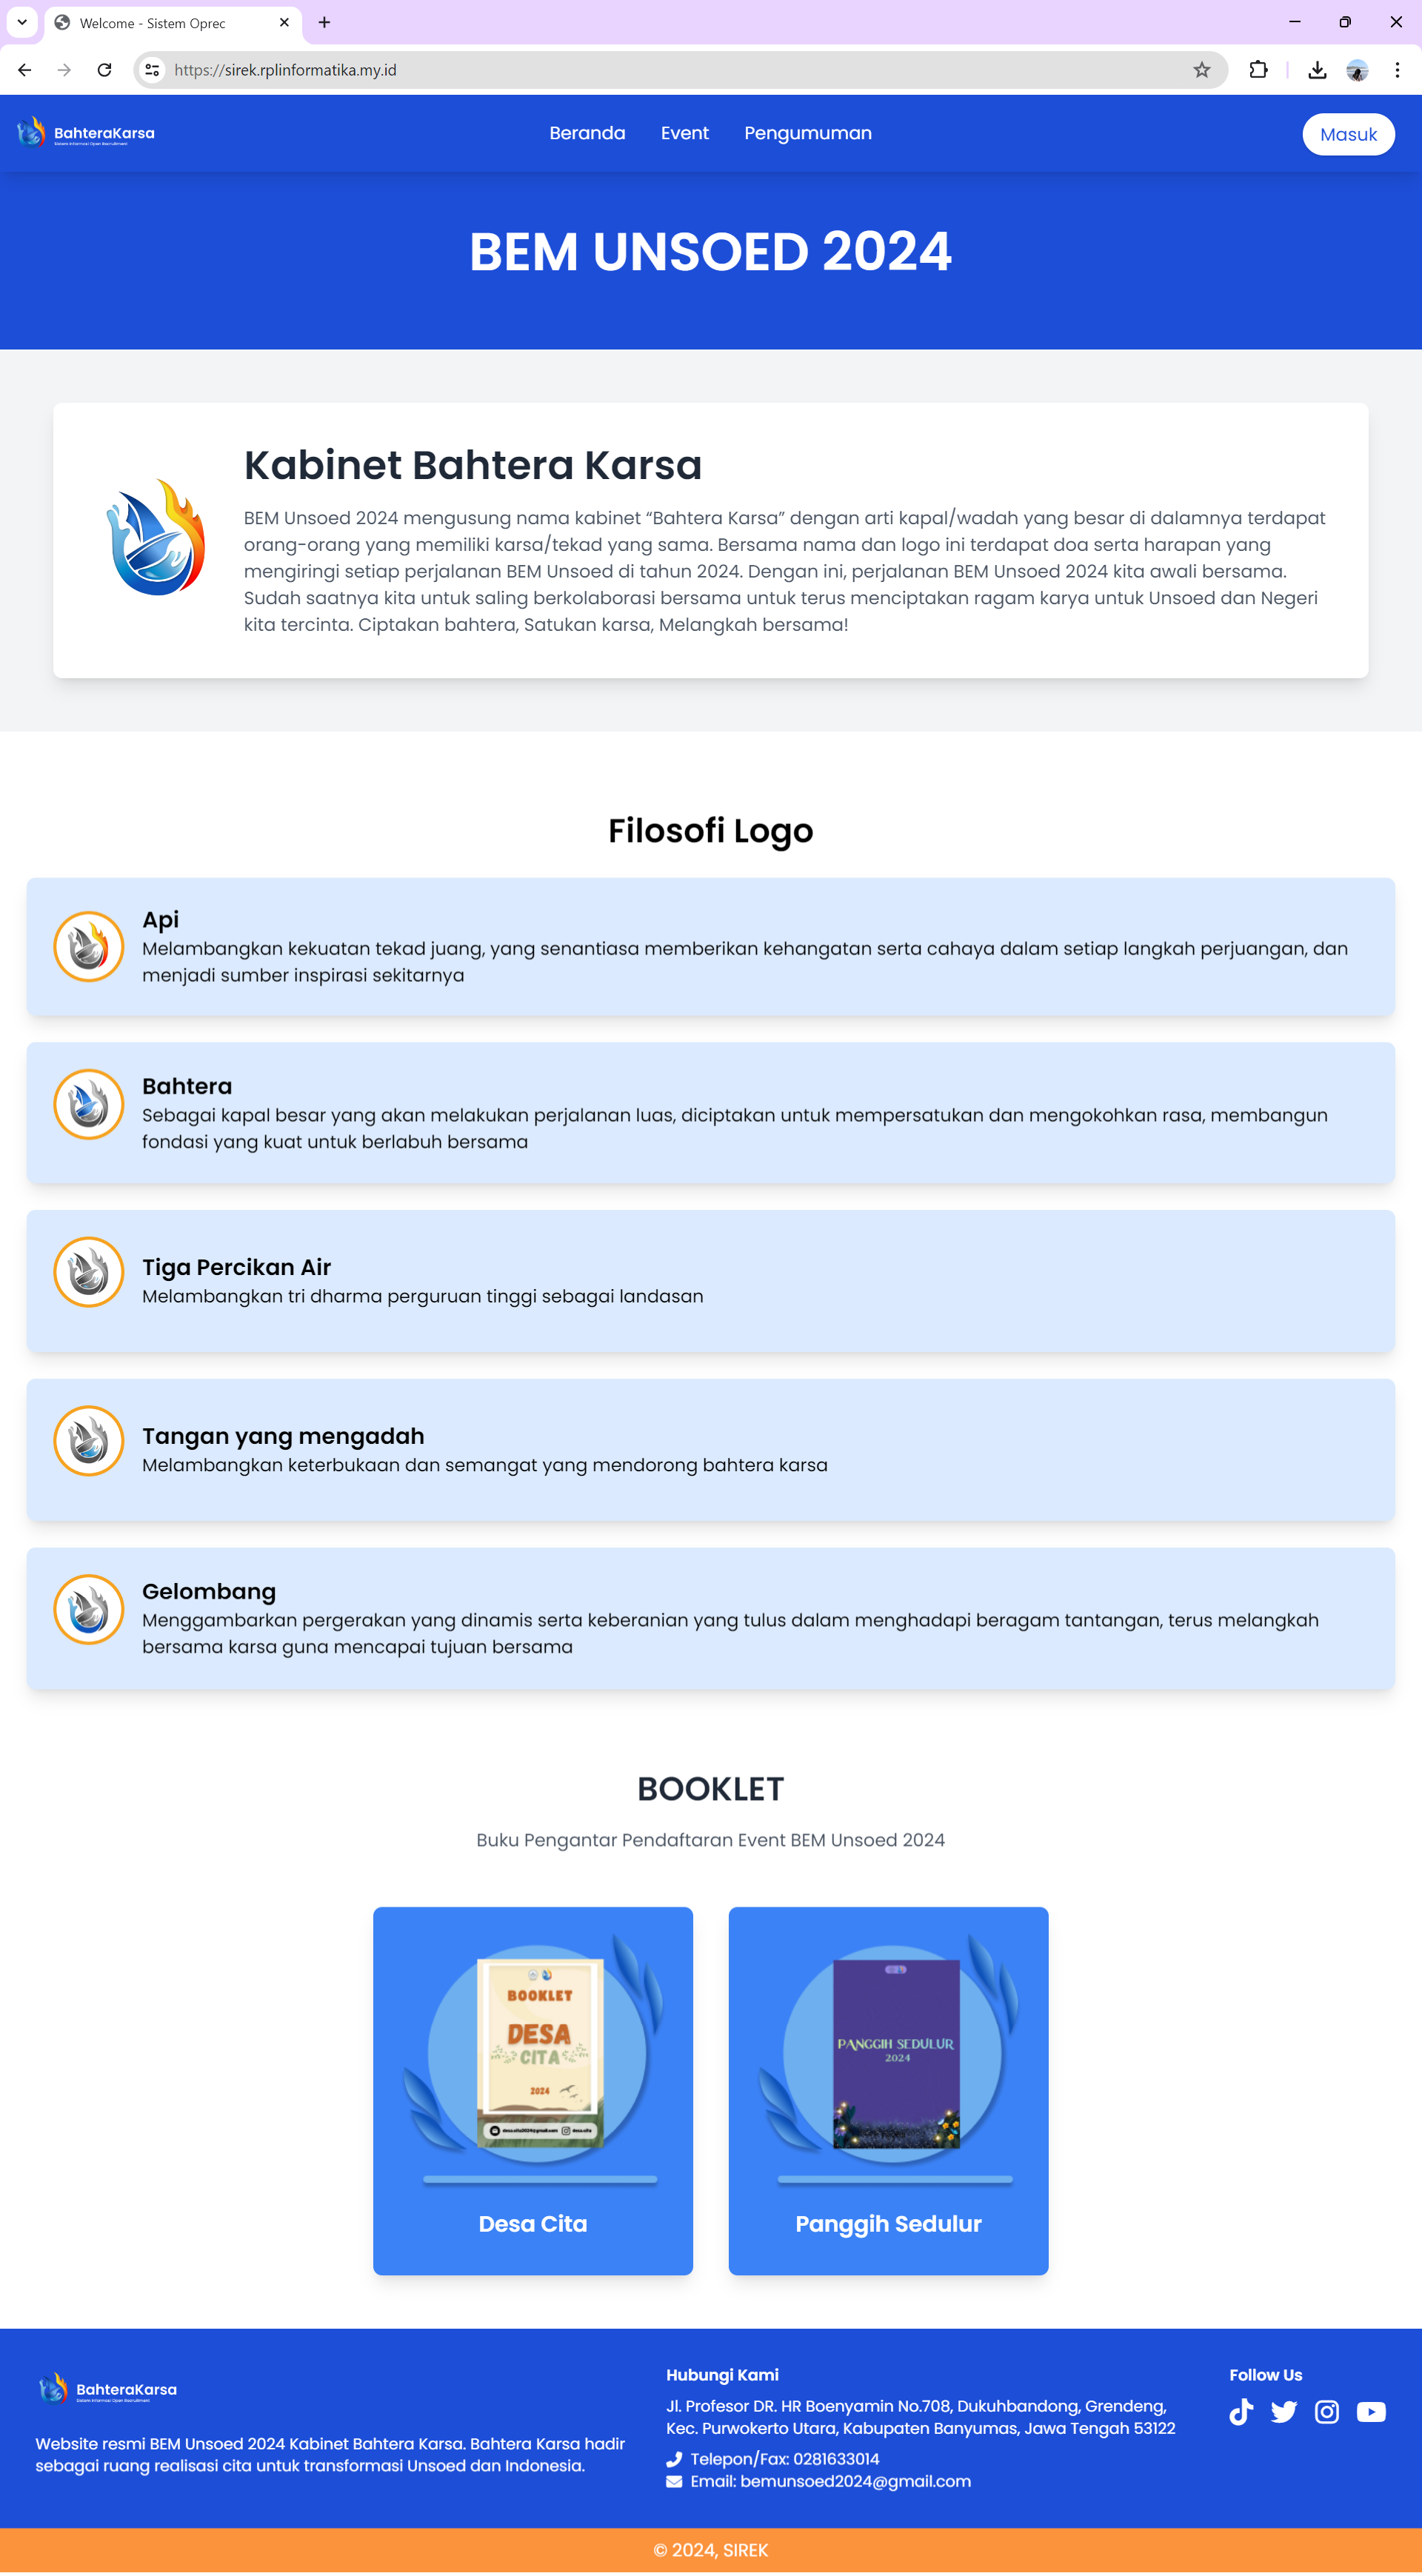 Welcome - Sistem Oprec
https://sirek.rplinformatika.my.id
BahteraKarsa
Sistem Informasi Open Recruitment
Beranda
Event
Pengumuman
Masuk
BEM UNSOED 2024
Kabinet Bahtera Karsa
BEM Unsoed 2024 mengusung nama kabinet “Bahtera Karsa” dengan arti kapal/wadah yang besar di dalamnya terdapat
orang-orang yang memiliki karsa/tekad yang sama. Bersama nama dan logo ini terdapat doa serta harapan yang
mengiringi setiap perjalanan BEM Unsoed di tahun 2024. Dengan ini, perjalanan BEM Unsoed 2024 kita awali bersama.
Sudah saatnya kita untuk saling berkolaborasi bersama untuk terus menciptakan ragam karya untuk Unsoed dan Negeri
kita tercinta. Ciptakan bahtera, Satukan karsa, Melangkah bersama!
Filosofi Logo
Api
Melambangkan kekuatan tekad juang, yang senantiasa memberikan kehangatan serta cahaya dalam setiap langkah perjuangan, dan
menjadi sumber inspirasi sekitarnya
Bahtera
Sebagai kapal besar yang akan melakukan perjalanan luas, diciptakan untuk mempersatukan dan mengokohkan rasa, membangun
fondasi yang kuat untuk berlabuh bersama
Tiga Percikan Air
Melambangkan tri dharma perguruan tinggi sebagai landasan
Tangan yang mengadah
Melambangkan keterbukaan dan semangat yang mendorong bahtera karsa
Gelombang
Menggambarkan pergerakan yang dinamis serta keberanian yang tulus dalam menghadapi beragam tantangan, terus melangkah
bersama karsa guna mencapai tujuan bersama
BOOKLET
Buku Pengantar Pendaftaran Event BEM Unsoed 2024
BOOKLET
DESA
CITA
2024
desa.cita2024@gmail.com
desa.cita
Desa Cita
PANGGIH SEDULUR
2024
Panggih Sedulur
BahteraKarsa
Sistem Informasi Open Recruitment
Website resmi BEM Unsoed 2024 Kabinet Bahtera Karsa. Bahtera Karsa hadir
sebagai ruang realisasi cita untuk transformasi Unsoed dan Indonesia.
Hubungi Kami
Jl. Profesor DR. HR Boenyamin No.708, Dukuhbandong, Grendeng,
Kec. Purwokerto Utara, Kabupaten Banyumas, Jawa Tengah 53122
Telepon/Fax: 0281633014
Email: bemunsoed2024@gmail.com
Follow Us
© 2024, SIREK